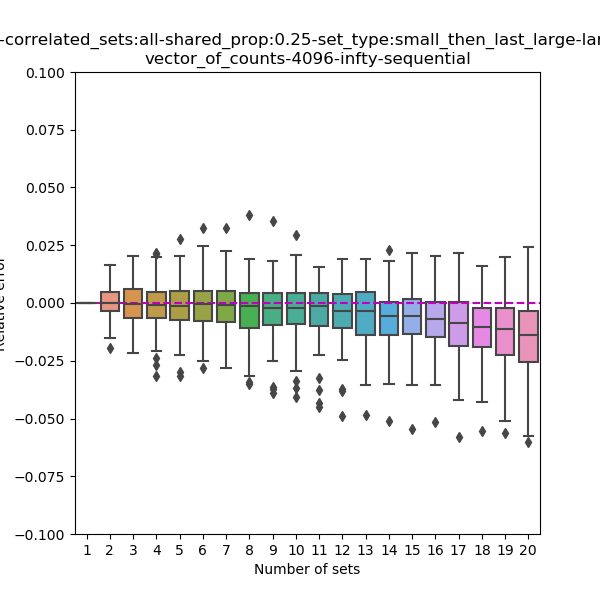 -correlated_sets:all-shared_prop:0.25-set_type:small_then_last_large-lar
vector_of_counts-4096-infty-sequential
0.100
0.075
0.050
0.025
0.000
−0.025
−0.050
−0.075
−0.100
1 2 3 4 5 6 7 8 9 10 11 12 13 14 15 16 17 18 19 20
Number of sets